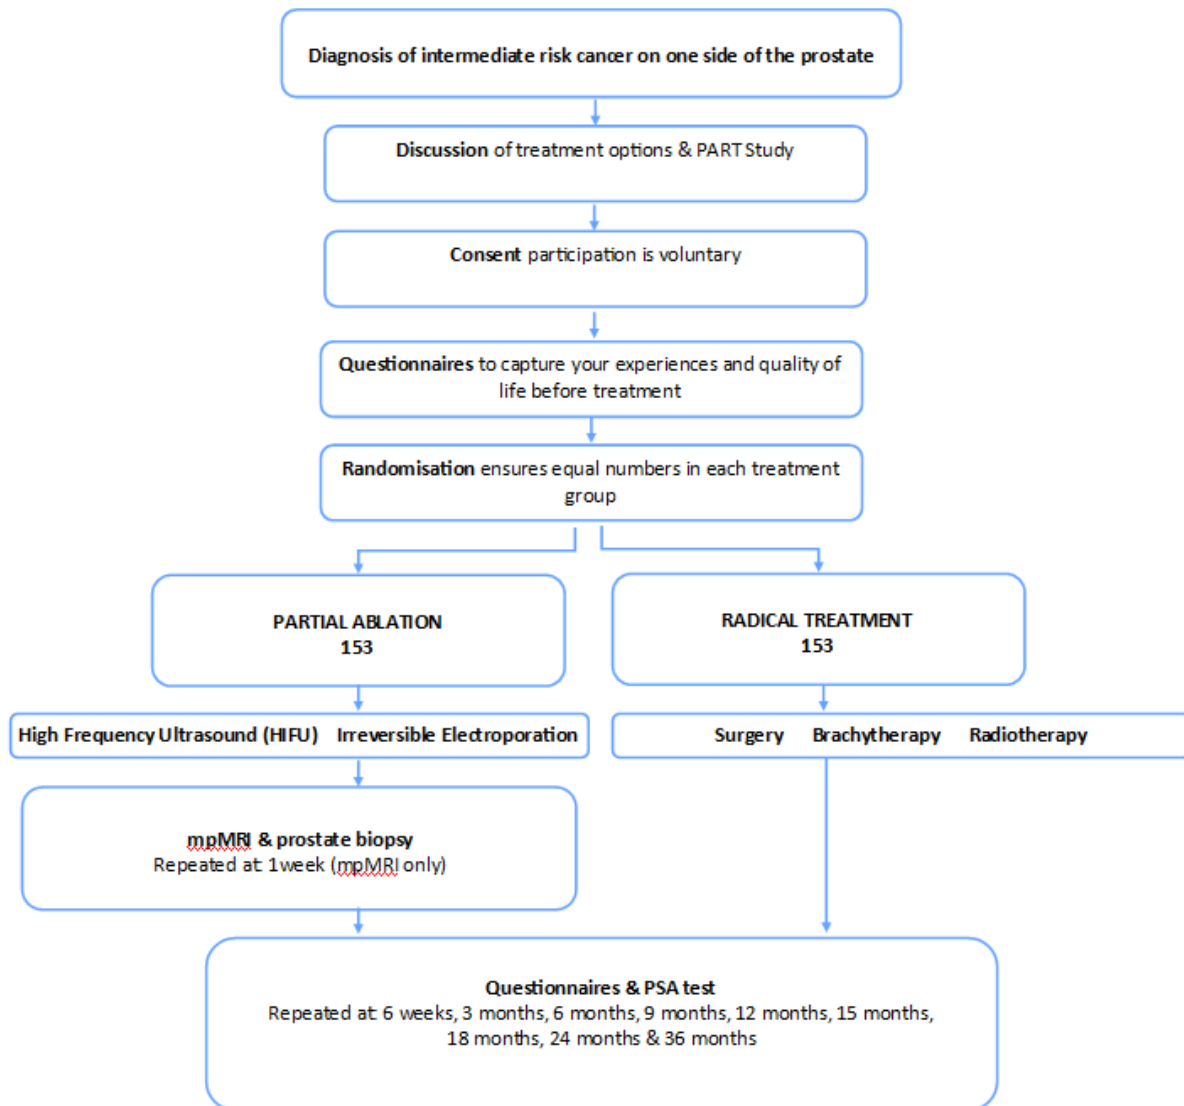 Diagnosis of intermediate risk cancer on one side of the prostate
Discussion of treatment options & PART Study
Consent participation is voluntary
Questionnaires to capture your experiences and quality of
life before treatment
Randomisation ensures equal numbers in each treatment
group
PARTIAL ABLATION
153
RADICAL TREATMENT
153
High Frequency Ultrasound (HIFU) Irreversible Electroporation
Surgery Brachytherapy Radiotherapy
mpMRI & prostate biopsy
Repeated at: 1week (mpMRI only)
Questionnaires & PSA test
Repeated at: 6 weeks, 3 months, 6 months, 9 months, 12 months, 15 months,
18 months, 24 months & 36 months